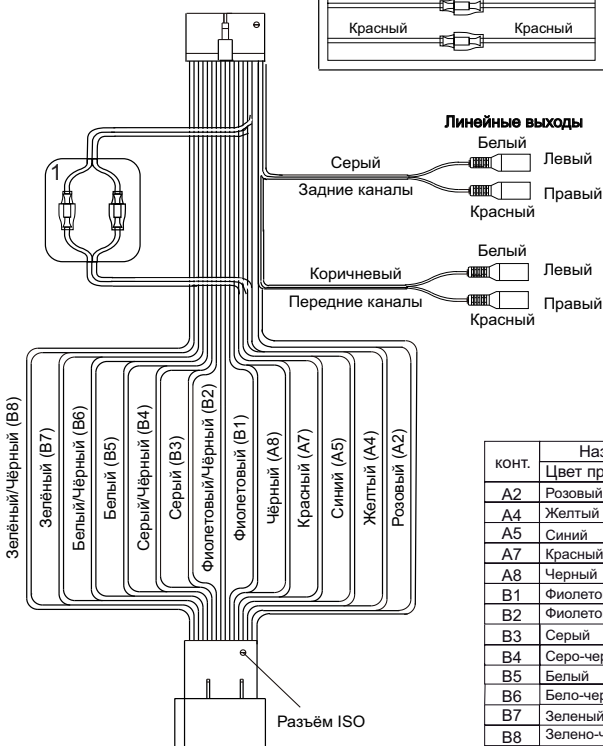 Красный Красный
Линейные выходы
Белый
Левый
Серый
Задние каналы
Правый
Красный
Белый
Левый
Коричневый
Передние каналы
Правый
Красный
1
Зелёный/Чёрный (B8)
Зелёный (B7)
Белый/Чёрный (B6)
Белый (B5)
Серый/Чёрный (B4)
Серый (B3)
Фиолетовый/Чёрный (B2)
Фиолетовый (B1)
Чёрный (A8)
Красный (A7)
Синий (A5)
Желтый (A4)
Розовый (A2)
Разъём ISO
конт.
Цвет
A2 Розовый
A4 Желтый
A5 Синий
A7 Красный
A8 Черный
B1
B2
B3 Серый
B4
B5 Белый
B6
B7 Зеленый
B8